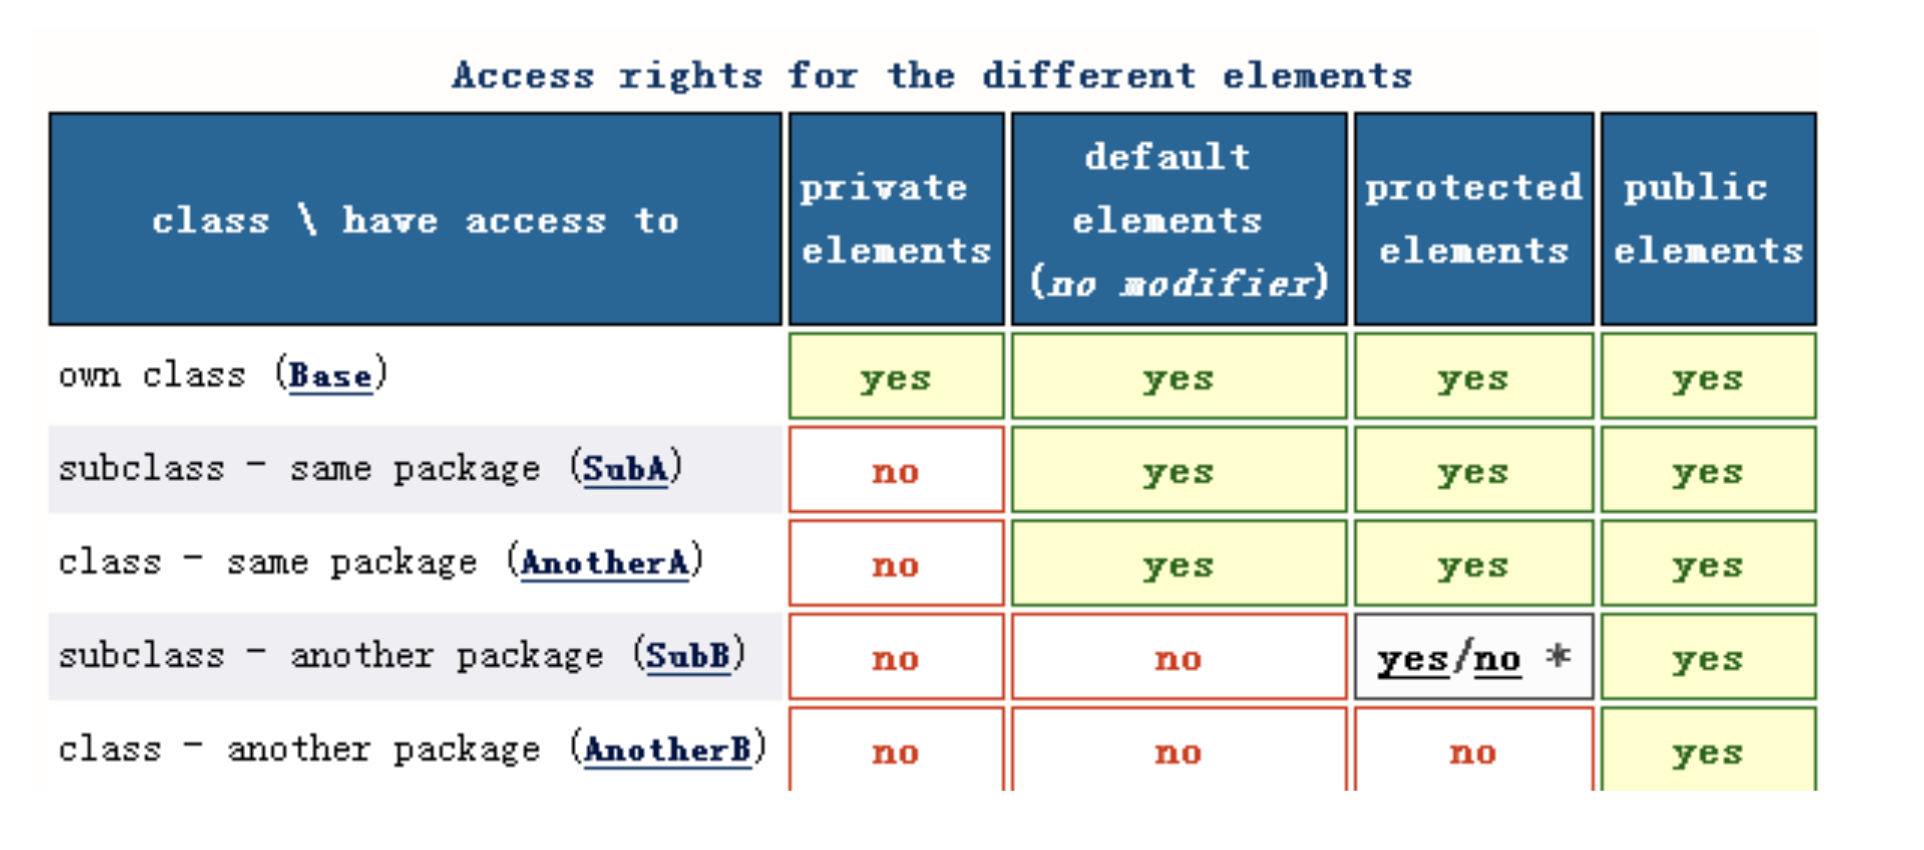 Access rights for the different elements
class \ have access to
private
elements
default
elements
(no modifier)
protected
elements
public
elements
own class (Base) yes yes yes yes
subclass - same package (SubA) no yes yes yes
class - same package (AnotherA) no yes yes yes
subclass - another package (SubB) no no yes/no * yes
class - another package (AnotherB) no no no yes